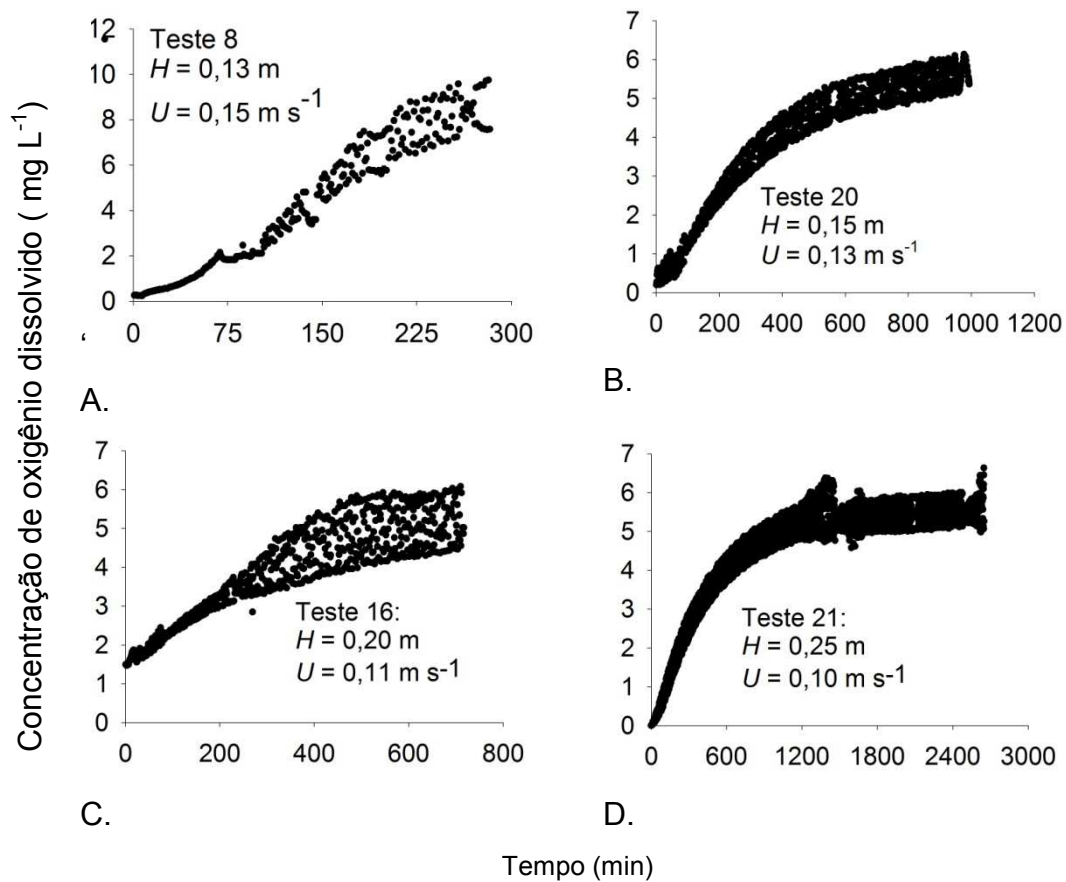 Concentração de oxigênio dissolvido ( mg L-1)
12
10
8
6
4
2
0
Teste 8
H = 0,13 m
U = 0,15 m s-1
0 75 150 225 300
A.
7
6
5
4
3
2
1
0
Teste 20
H = 0,15 m
U = 0,13 m s-1
0 200 400 600 800 1000 1200
B.
7
6
5
4
3
2
1
0
Teste 16:
H = 0,20 m
U = 0,11 m s-1
0 200 400 600 800
C.
7
6
5
4
3
2
1
0
Teste 21:
H = 0,25 m
U = 0,10 m s-1
0 600 1200 1800 2400 3000
D.
Tempo (min)